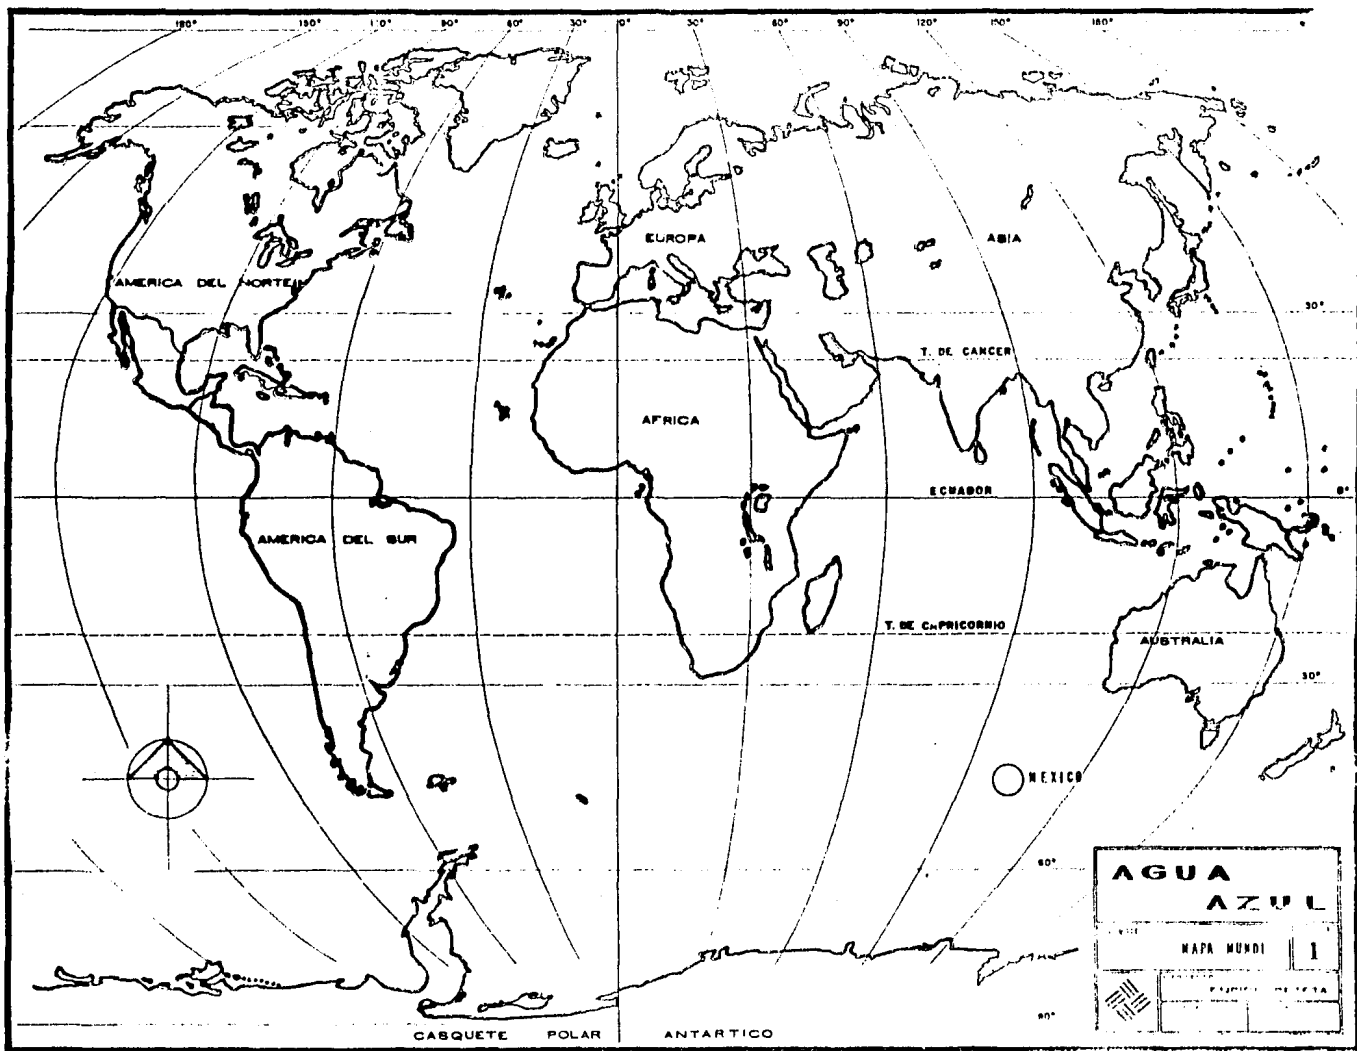 180° 150° 110° 90° 60° 30° 0° 30° 60° 90° 120° 150° 180°
EUROPA
ASIA
AMERICA DEL NORTE
30°
T. DE CANCER
AFRICA
ECUADOR
0°
AMERICA DEL SUR
T. DE CAPRICORNIO
AUSTRALIA
30°
MEXICO
60°
AGUA
AZUL
MAPA MUNDI
1
90°
CASQUETE POLAR ANTARTICO